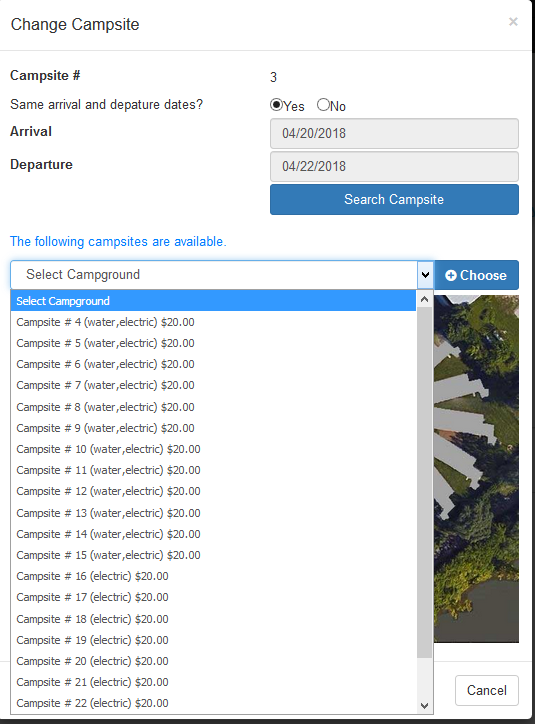 Change Campsite ×
Campsite # 3
Same arrival and depature dates? Yes No
Arrival 04/20/2018
Departure 04/22/2018
Search Campsite
The following campsites are available.
Select Campground Choose
Select Campground
Campsite # 4 (water,electric) $20.00
Campsite # 5 (water,electric) $20.00
Campsite # 6 (water,electric) $20.00
Campsite # 7 (water,electric) $20.00
Campsite # 8 (water,electric) $20.00
Campsite # 9 (water,electric) $20.00
Campsite # 10 (water,electric) $20.00
Campsite # 11 (water,electric) $20.00
Campsite # 12 (water,electric) $20.00
Campsite # 13 (water,electric) $20.00
Campsite # 14 (water,electric) $20.00
Campsite # 15 (water,electric) $20.00
Campsite # 16 (electric) $20.00
Campsite # 17 (electric) $20.00
Campsite # 18 (electric) $20.00
Campsite # 19 (electric) $20.00
Campsite # 20 (electric) $20.00
Campsite # 21 (electric) $20.00
Campsite # 22 (electric) $20.00
Cancel